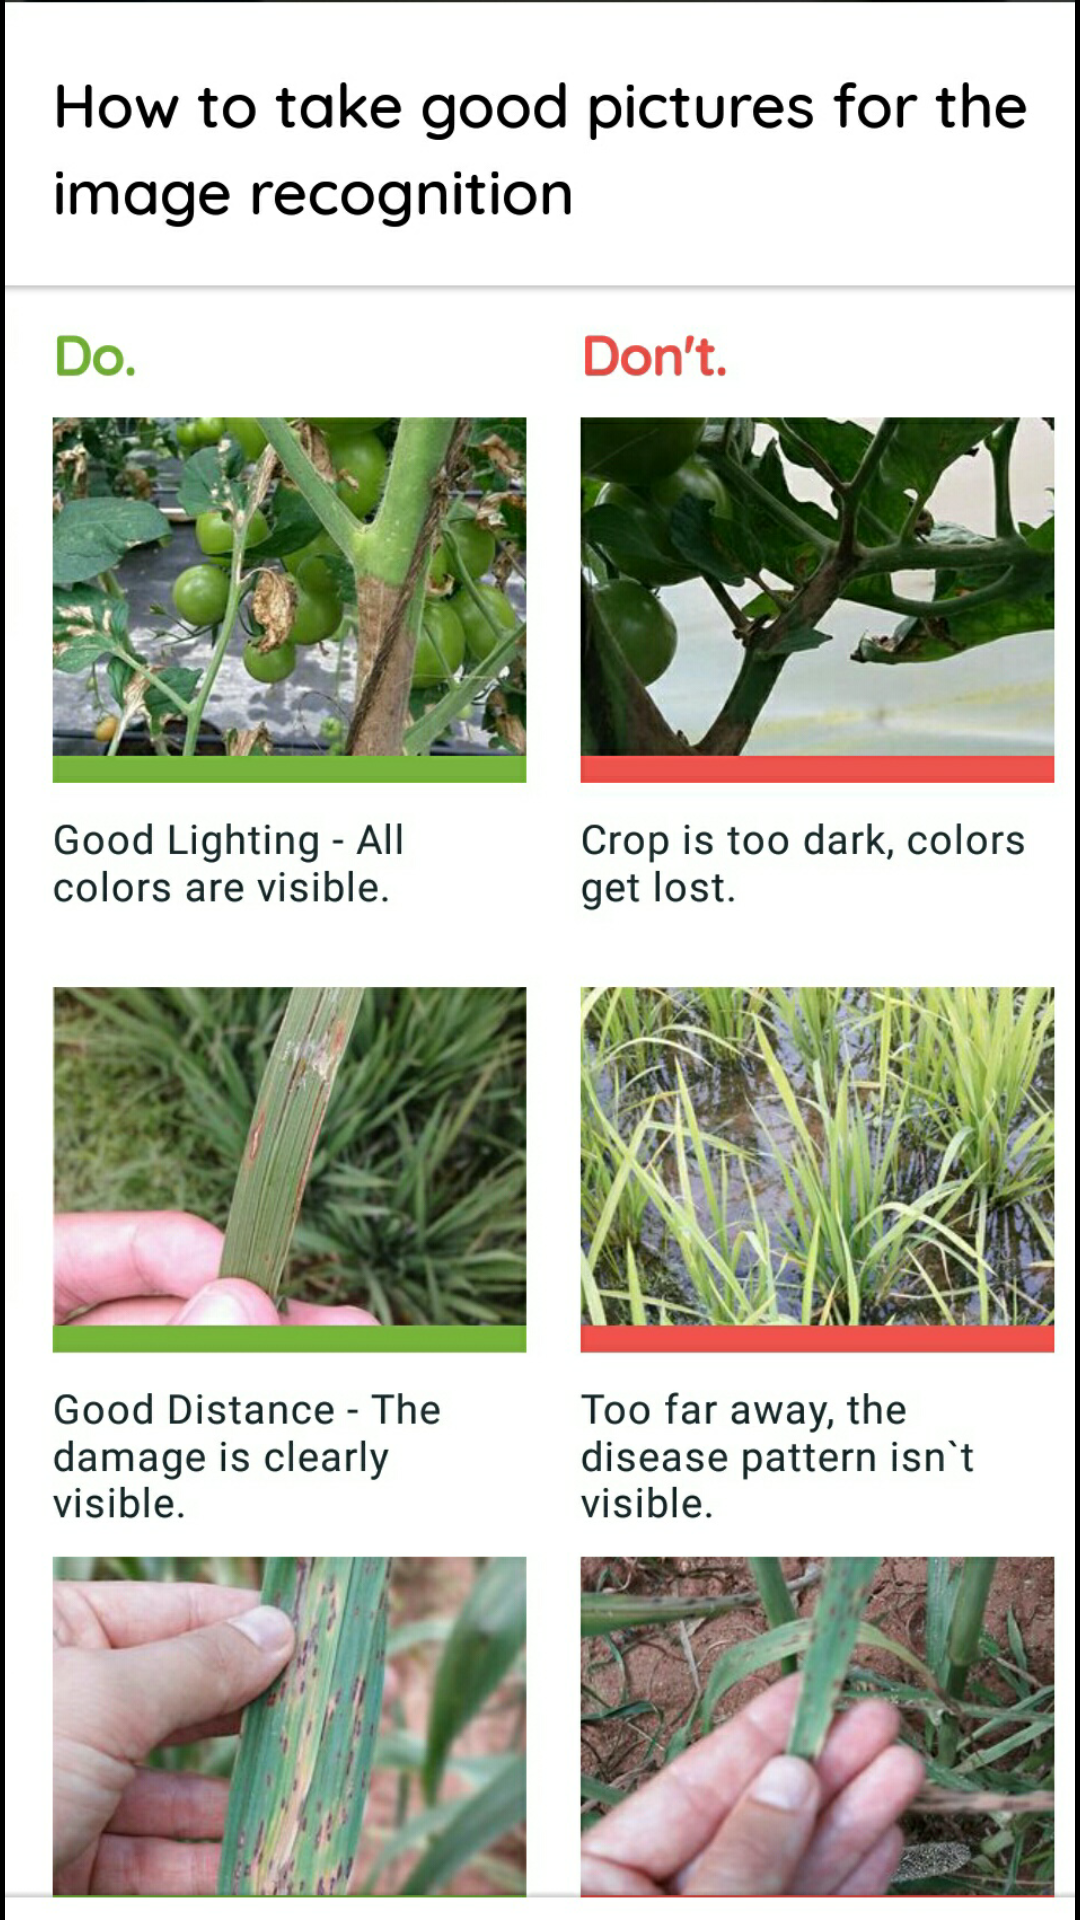 How to take good pictures for the
image recognition
Do.
Don't.
Good Lighting - All
colors are visible.
Crop is too dark, colors
get lost.
Good Distance - The
damage is clearly
visible.
Too far away, the
disease pattern isn`t
visible.